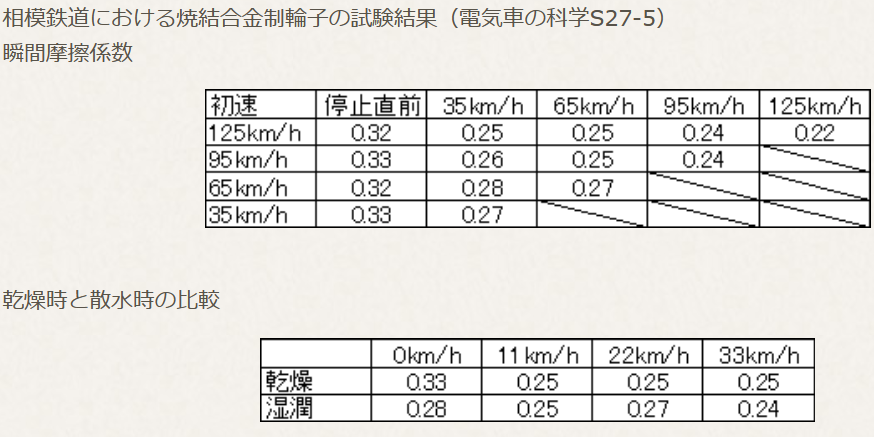 相模鉄道における焼結合金制輪子の試験結果（電気車の科学S27-5）
瞬間摩擦係数
初速 停止直前 35km/h 65km/h 95km/h 125km/h
125km/h 0.32 0.25 0.25 0.24 0.22
95km/h 0.33 0.26 0.25 0.24
65km/h 0.32 0.28 0.27
35km/h 0.33 0.27
乾燥時と散水時の比較
0km/h 11km/h 22km/h 33km/h
乾燥 0.33 0.25 0.25 0.25
湿潤 0.28 0.25 0.27 0.24